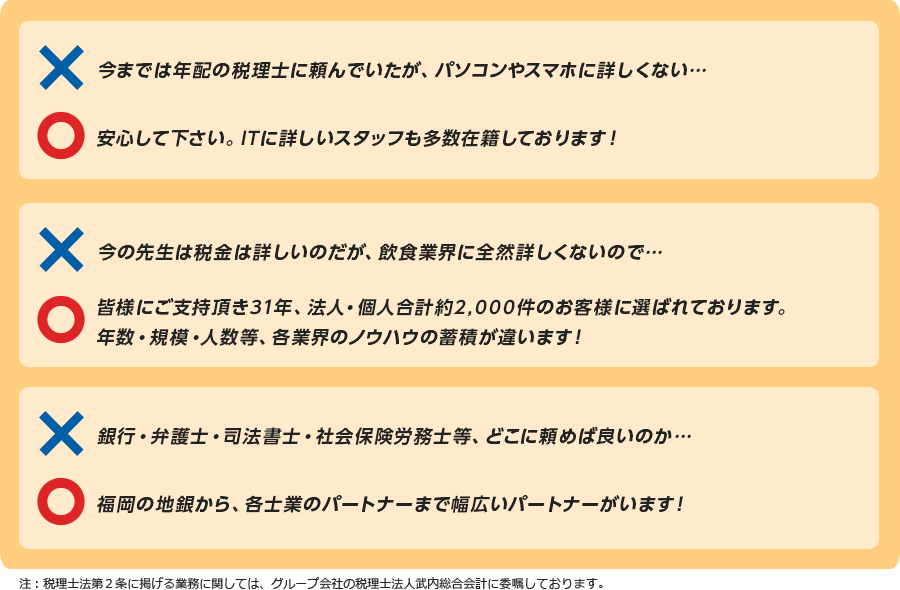 今までは年配の税理士に頼んでいたが、パソコンやスマホに詳しくない…
安心して下さい。ITに詳しいスタッフも多数在籍しております！
今の先生は税金は詳しいのだが、飲食業界に全然詳しくないので…
皆様にご支持頂き31年、法人・個人合計約2,000件のお客様に選ばれております。
年数・規模・人数等、各業界のノウハウの蓄積が違います！
銀行・弁護士・司法書士・社会保険労務士等、どこに頼めば良いのか…
福岡の地銀から、各士業のパートナーまで幅広いパートナーがいます！
注：税理士法第２条に掲げる業務に関しては、グループ会社の税理士法人武内総合会計に委嘱しております。